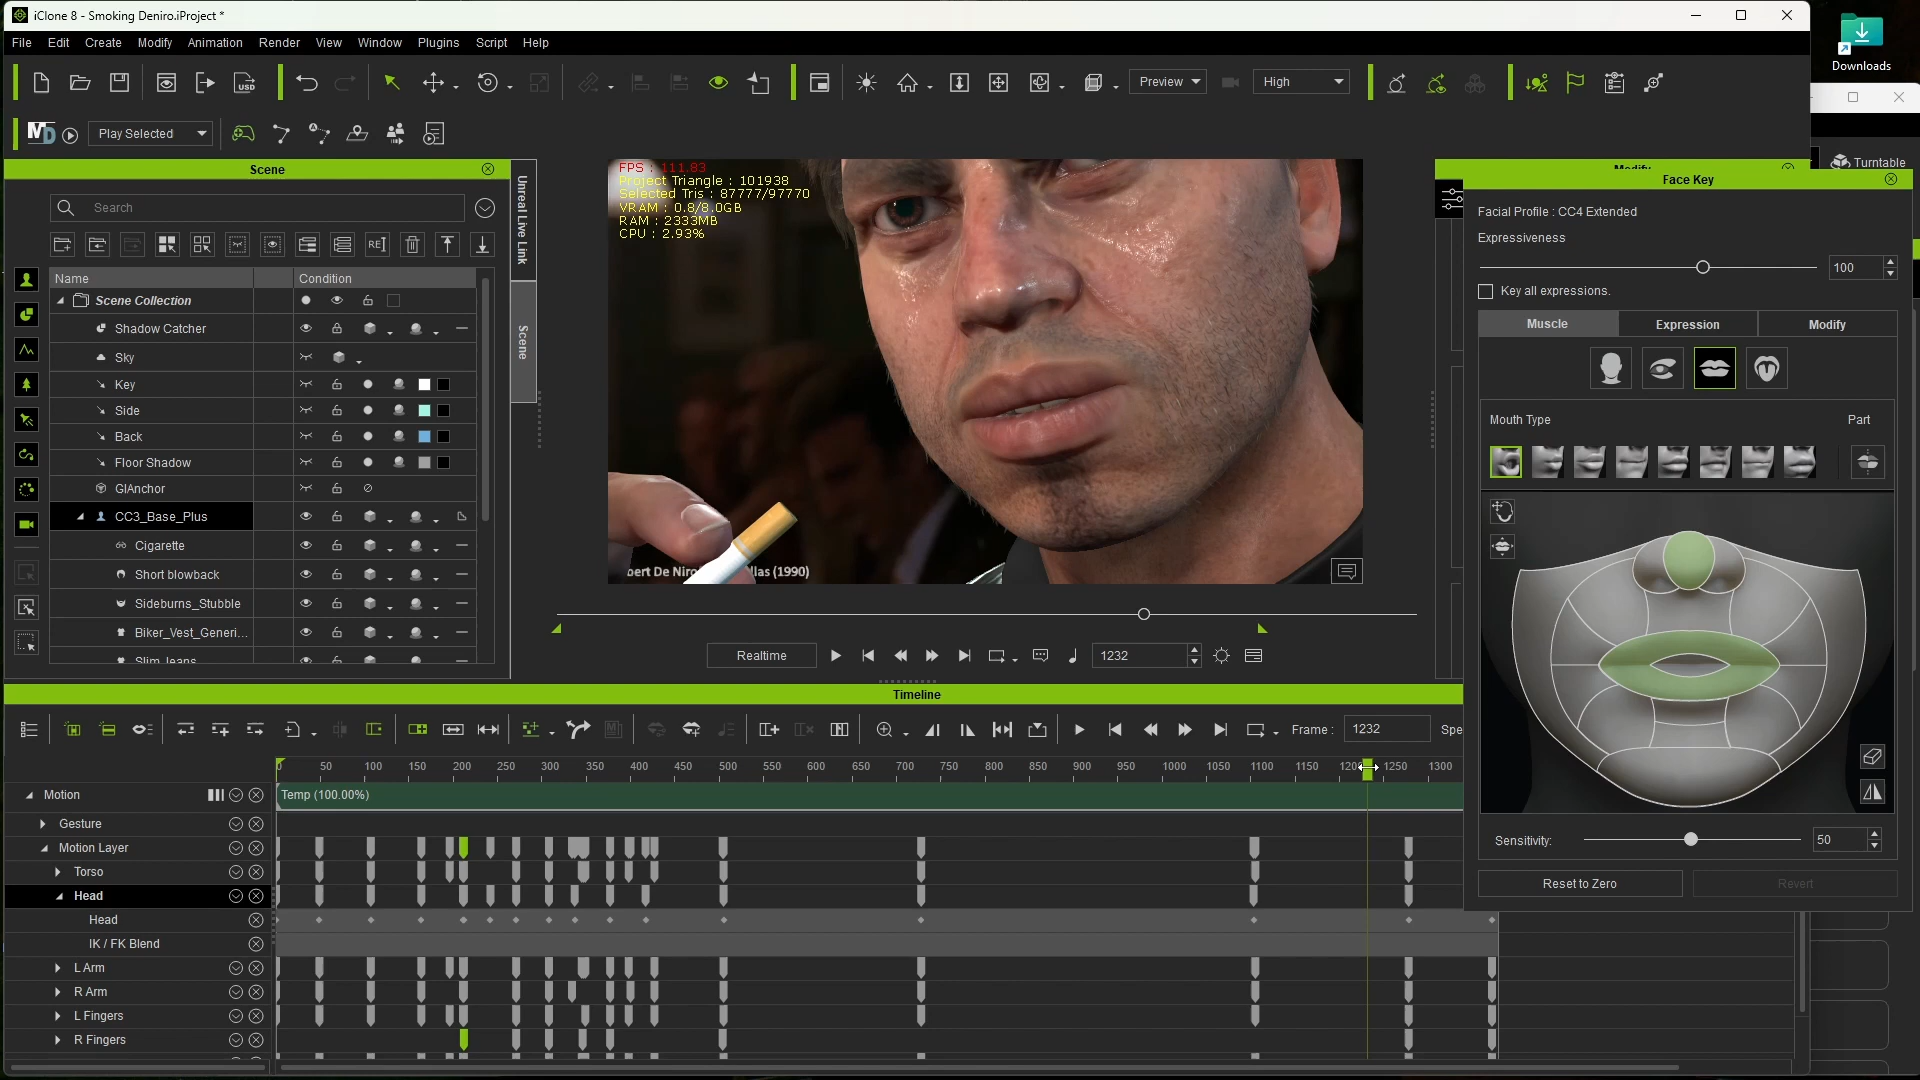 iClone 8 - Smoking Deniro.iProject *
File Edit Create Modify Animation Render View Window Plugins Script Help
Downloads
USD
Preview
High
MD
Play Selected
Turntable
Scene
Modify
Face Key
FPS : 111.83
Project Triangle : 101938
Selected Tris : 87777/97770
VRAM : 0.8/8.0GB
RAM : 2333MB
CPU : 2.93%
Search
Unreal Live Link
Scene
Name Condition
Scene Collection
Shadow Catcher
Sky
Key
Side
Back
Floor Shadow
GIAnchor
CC3_Base_Plus
Cigarette
Short blowback
Sideburns_Stubble
Biker_Vest_Generi...
Slim Jeans
(1990)
Realtime
1232
Facial Profile : CC4 Extended
Expressiveness
100
Key all expressions.
Muscle Expression Modify
Mouth Type Part
Sensitivity: 50
Reset to Zero Revert
Timeline
Frame : 1232 Spe
0 50 100 150 200 250 300 350 400 450 500 550 600 650 700 750 800 850 900 950 1000 1050 1100 1150 1250 1300
Motion
Temp (100.00%)
Gesture
Motion Layer
Torso
Head
Head
IK / FK Blend
L Arm
R Arm
L Fingers
R Fingers